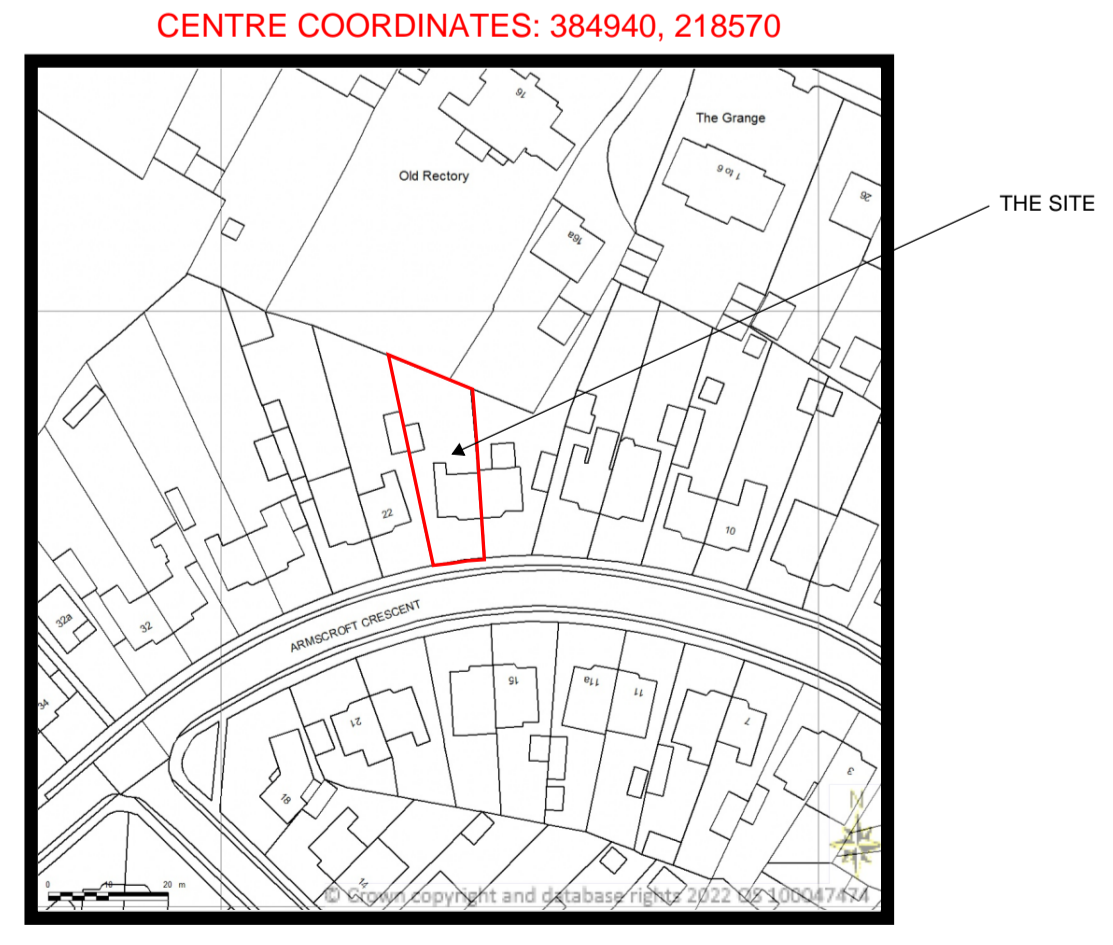 CENTRE COORDINATES: 384940, 218570
16
The Grange
Old Rectory
1 to 6
26
THE SITE
16a
22
10
32a
32
ARMSCROFT CRESCENT
34
15
11a
11
21
7
3
18
14
N
0 10 20 m
© Crown copyright and database rights 2022 OS 100047474